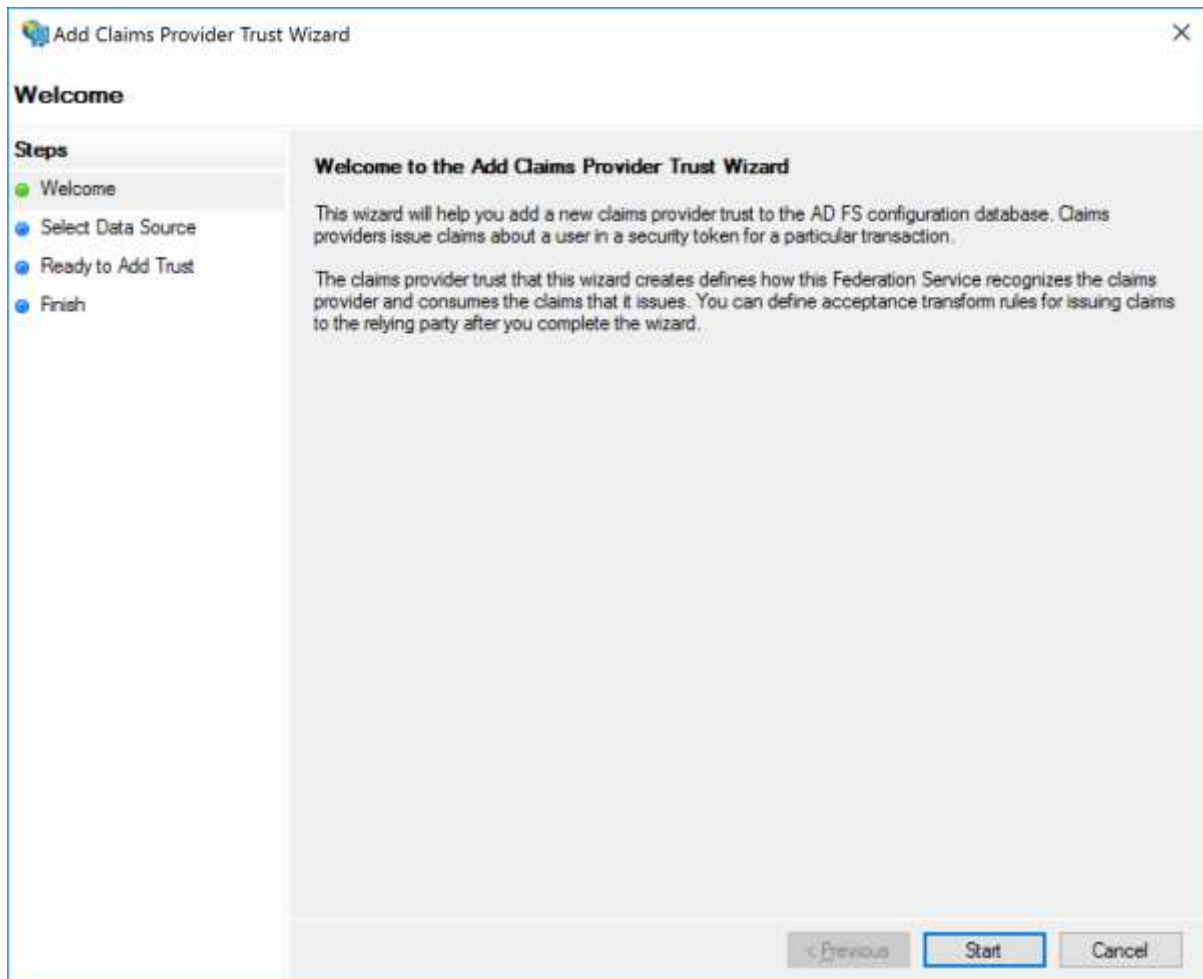 Add Claims Provider Trust Wizard
Welcome
Steps
Welcome
Select Data Source
Ready to Add Trust
Finish
Welcome to the Add Claims Provider Trust Wizard
This wizard will help you add a new claims provider trust to the AD FS configuration database. Claims
providers issue claims about a user in a security token for a particular transaction.
The claims provider trust that this wizard creates defines how this Federation Service recognizes the claims
provider and consumes the claims that it issues. You can define acceptance transform rules for issuing claims
to the relying party after you complete the wizard.
< Previous
Start
Cancel